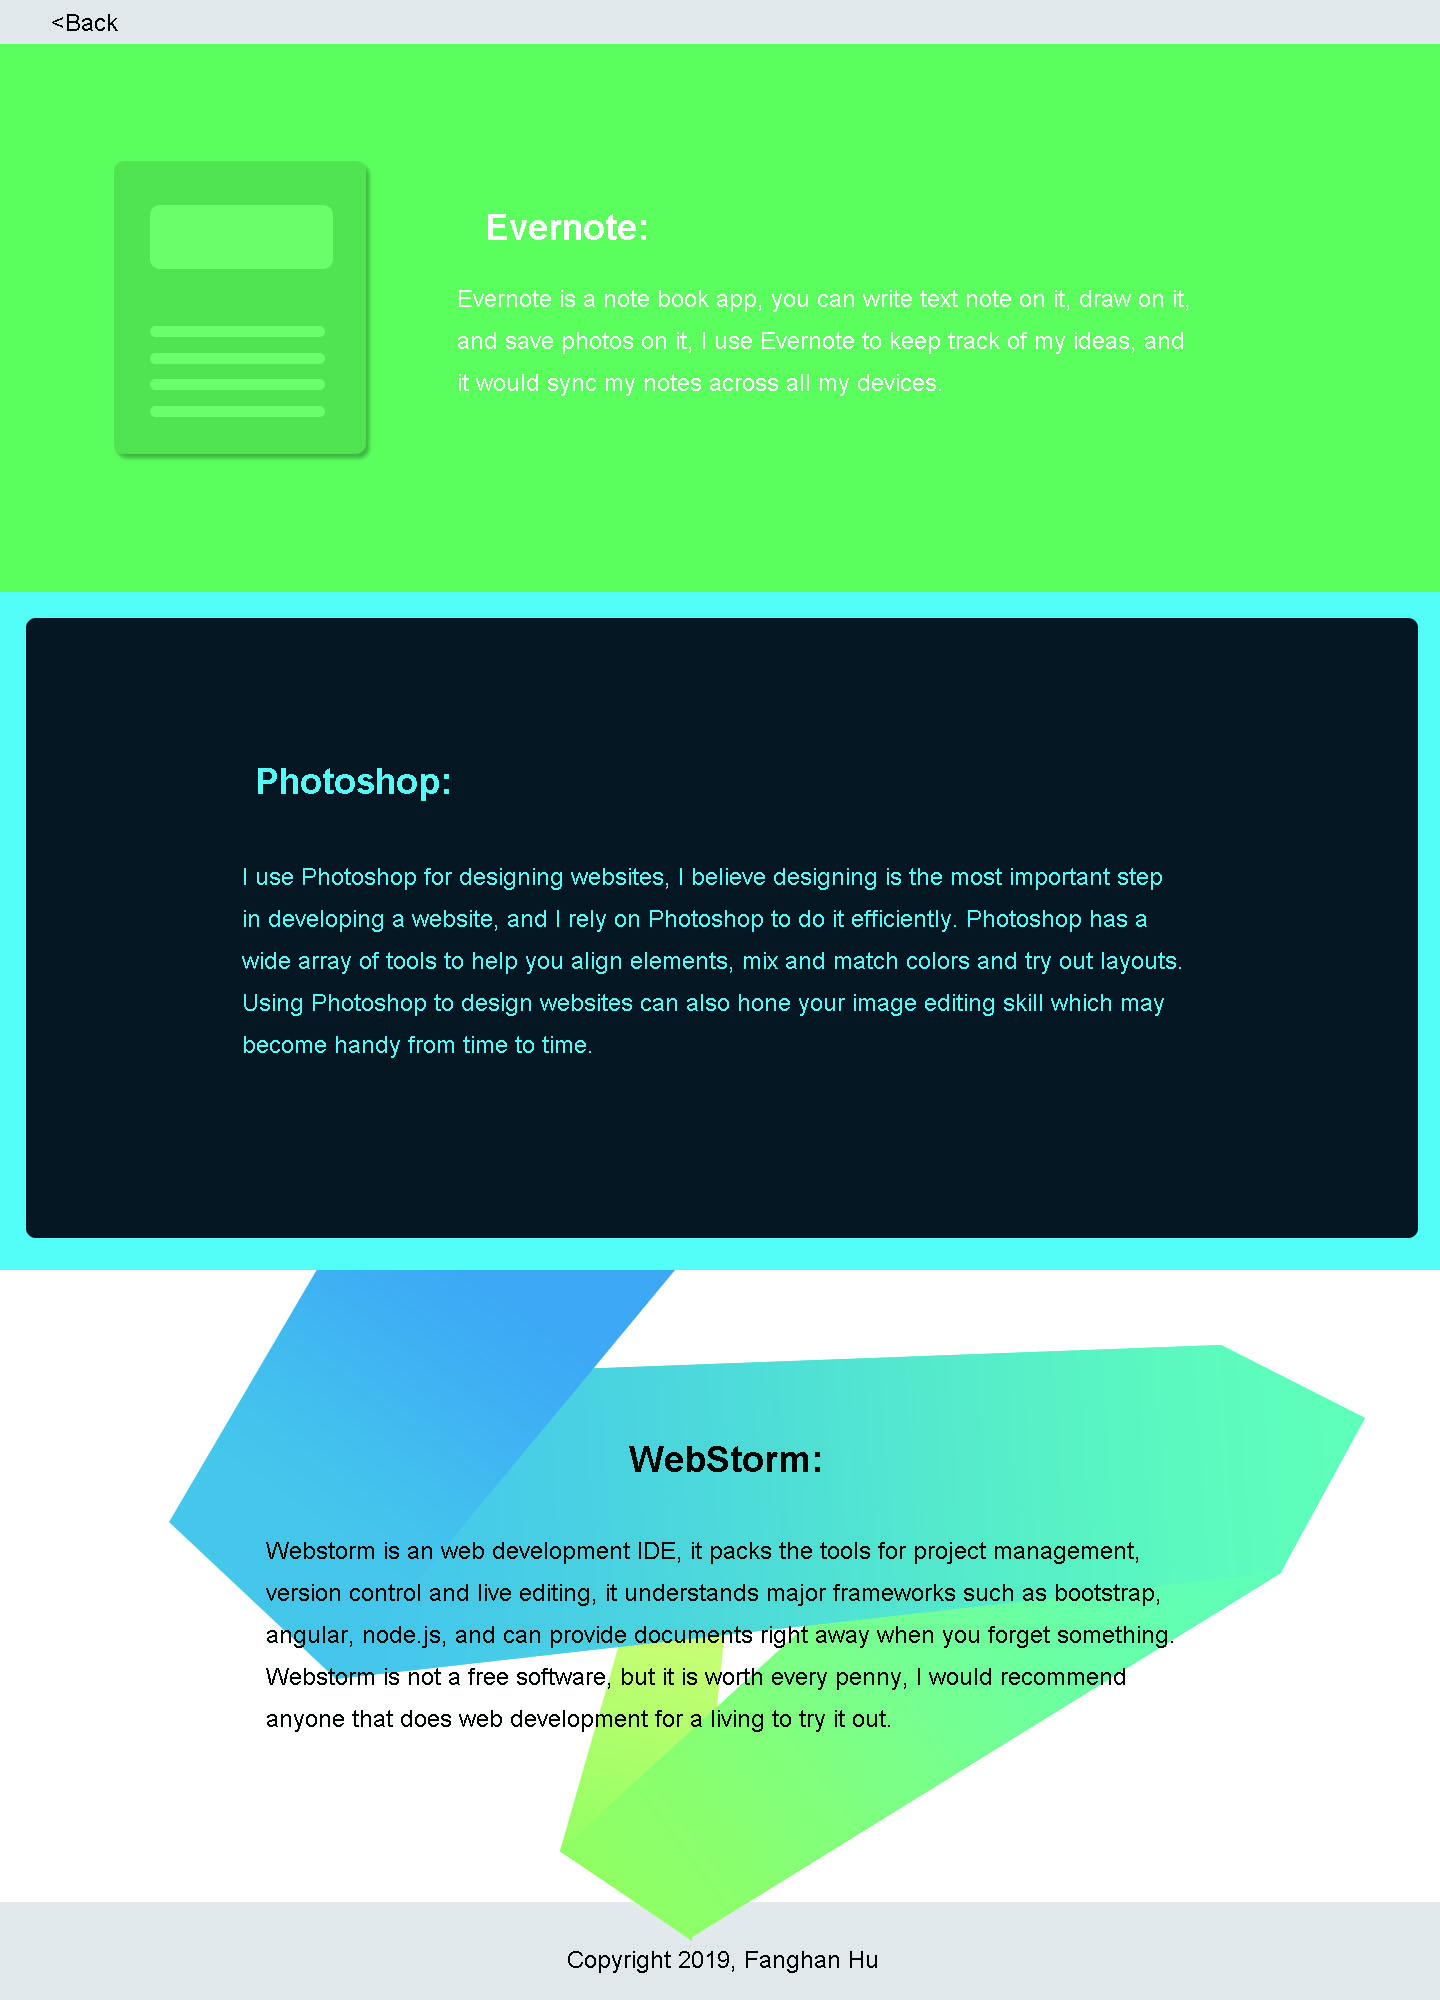 <Back
Evernote:
Evernote is a note book app, you can write text note on it, draw on it,
and save photos on it, I use Evernote to keep track of my ideas, and
it would sync my notes across all my devices.
Photoshop:
I use Photoshop for designing websites, I believe designing is the most important step
in developing a website, and I rely on Photoshop to do it efficiently. Photoshop has a
wide array of tools to help you align elements, mix and match colors and try out layouts.
Using Photoshop to design websites can also hone your image editing skill which may
become handy from time to time.
WebStorm:
Webstorm is an web development IDE, it packs the tools for project management,
version control and live editing, it understands major frameworks such as bootstrap,
angular, node.js, and can provide documents right away when you forget something.
Webstorm is not a free software, but it is worth every penny, I would recommend
anyone that does web development for a living to try it out.
Copyright 2019, Fanghan Hu